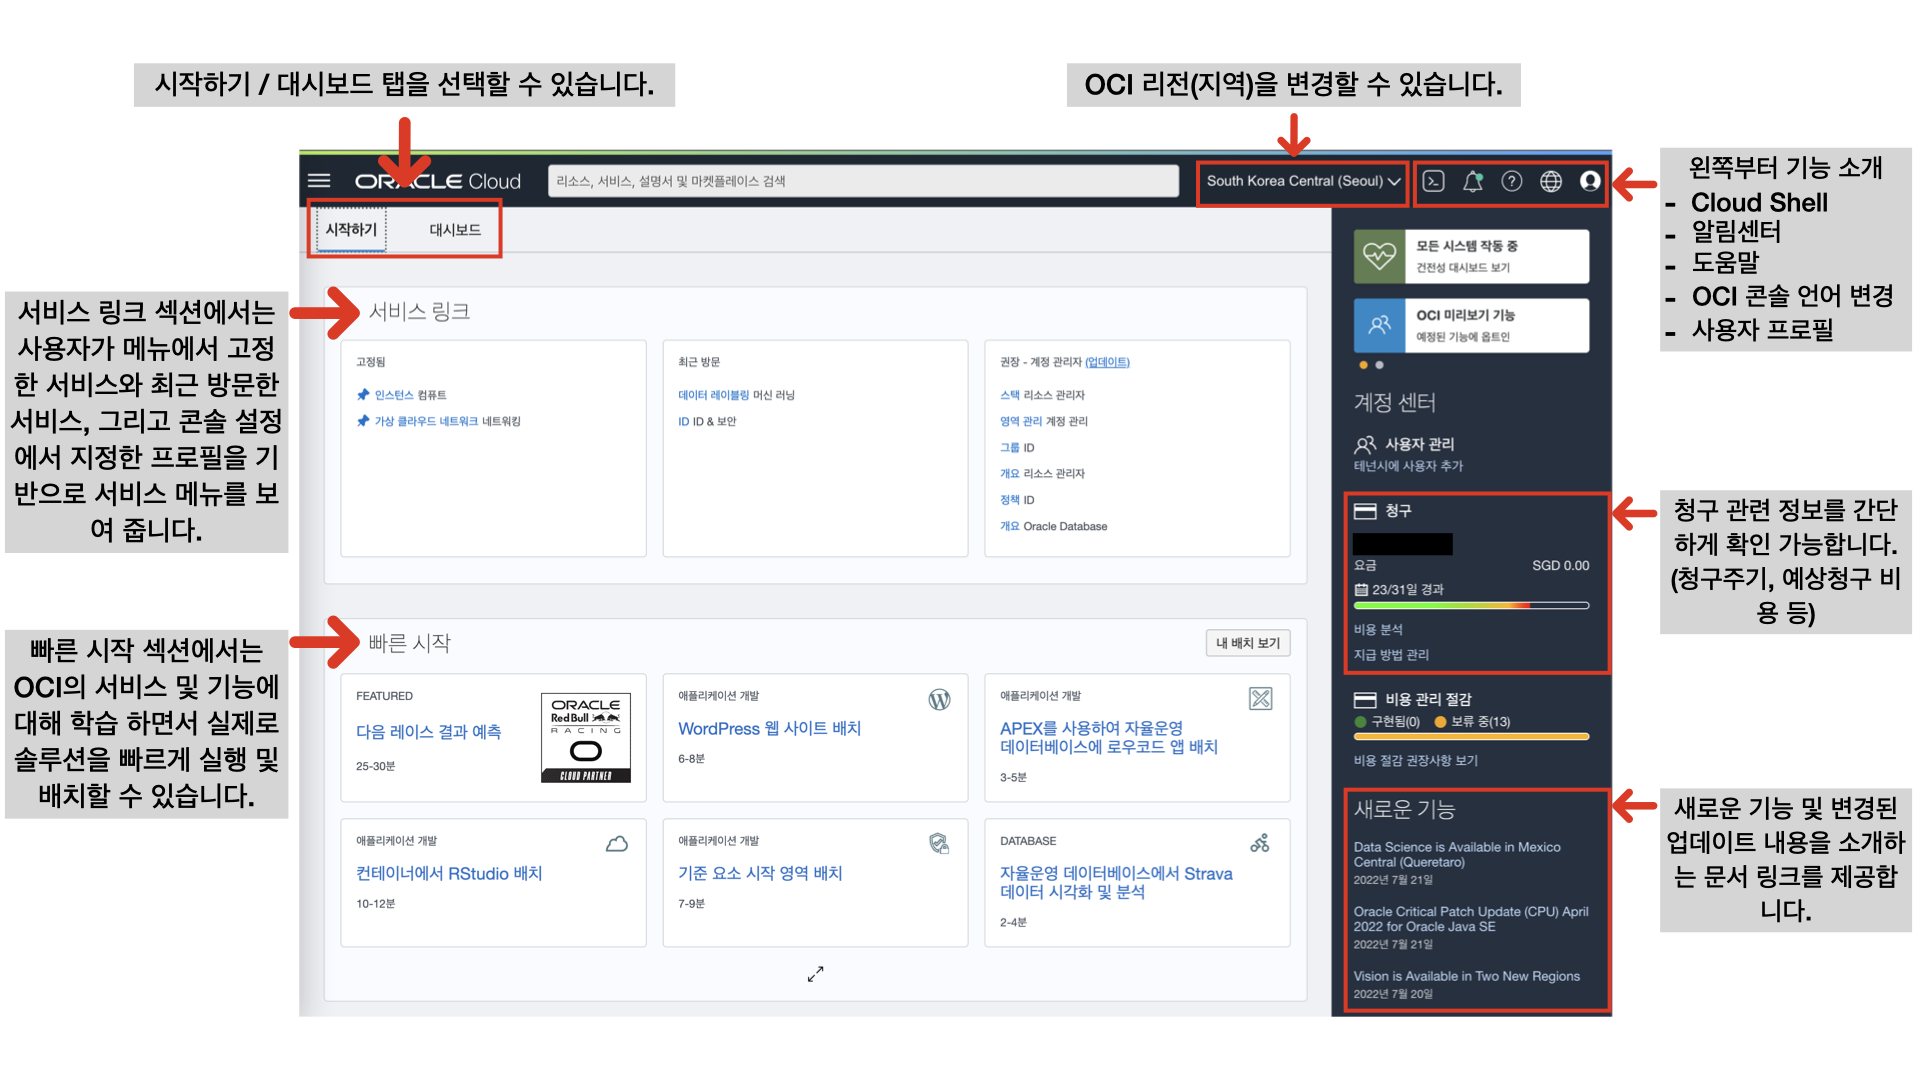 시작하기 / 대시보드 탭을 선택할 수 있습니다.
OCI 리전(지역)을 변경할 수 있습니다.
ORACLE Cloud
리소스, 서비스, 설명서 및 마켓플레이스 검색
South Korea Central (Seoul)
왼쪽부터 기능 소개
- Cloud Shell
- 알림센터
- 도움말
- OCI 콘솔 언어 변경
- 사용자 프로필
시작하기
대시보드
서비스 링크 섹션에서는
사용자가 메뉴에서 고정
한 서비스와 최근 방문한
서비스, 그리고 콘솔 설정
에서 지정한 프로필을 기
반으로 서비스 메뉴를 보
여 줍니다.
서비스 링크
고정됨
인스턴스 컴퓨트
가상 클라우드 네트워크 네트워킹
최근 방문
데이터 레이블링 머신 러닝
ID ID & 보안
권장 - 계정 관리자 (업데이트)
스택 리소스 관리자
영역 관리 계정 관리
그룹 ID
개요 리소스 관리자
정책 ID
개요 Oracle Database
빠른 시작 섹션에서는
OCI의 서비스 및 기능에
대해 학습 하면서 실제로
솔루션을 빠르게 실행 및
배치할 수 있습니다.
빠른 시작
내 배치 보기
FEATURED
다음 레이스 결과 예측
25-30분
ORACLE
Red Bull
RACING
CLOUD PARTNER
애플리케이션 개발
WordPress 웹 사이트 배치
6-8분
애플리케이션 개발
APEX를 사용하여 자율운영
데이터베이스에 로우코드 앱 배치
3-5분
애플리케이션 개발
컨테이너에서 RStudio 배치
10-12분
애플리케이션 개발
기준 요소 시작 영역 배치
7-9분
DATABASE
자율운영 데이터베이스에서 Strava
데이터 시각화 및 분석
2-4분
모든 시스템 작동 중
건전성 대시보드 보기
OCI 미리보기 기능
예정된 기능에 옵트인
계정 센터
사용자 관리
테넌시에 사용자 추가
청구
요금
SGD 0.00
23/31일 경과
비용 분석
지급 방법 관리
청구 관련 정보를 간단
하게 확인 가능합니다.
(청구주기, 예상청구 비
용 등)
비용 관리 절감
구현됨(0) 보류 중(13)
비용 절감 권장사항 보기
새로운 기능
Data Science is Available in Mexico
Central (Queretaro)
2022년 7월 21일
Oracle Critical Patch Update (CPU) April
2022 for Oracle Java SE
2022년 7월 21일
Vision is Available in Two New Regions
2022년 7월 20일
새로운 기능 및 변경된
업데이트 내용을 소개하
는 문서 링크를 제공합
니다.